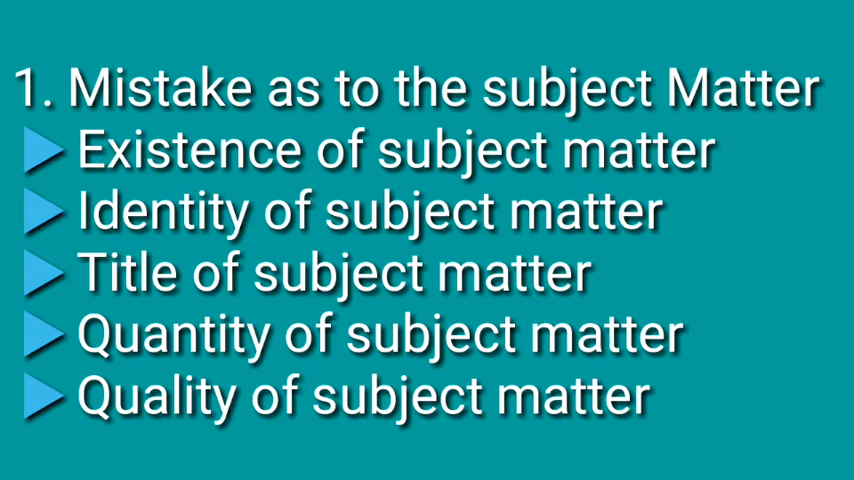 1. Mistake as to the subject Matter
Existence of subject matter
Identity of subject matter
Title of subject matter
Quantity of subject matter
Quality of subject matter